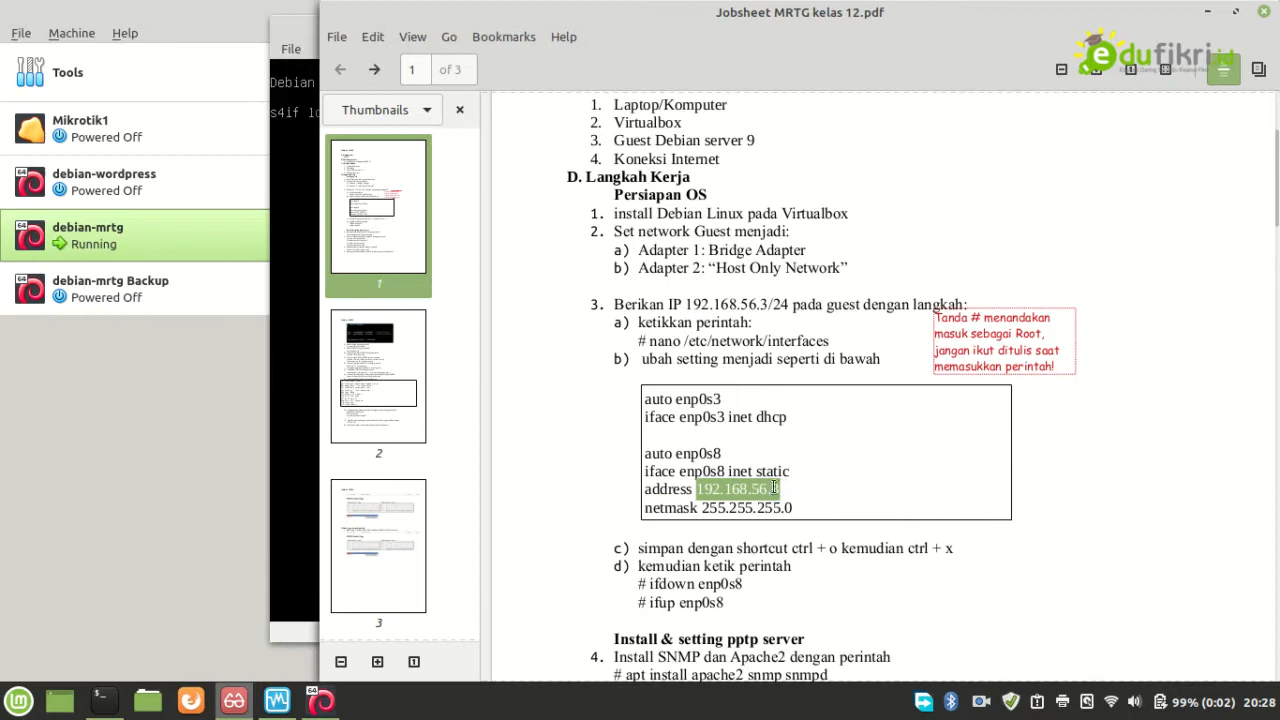 Jobsheet MRTG kelas 12.pdf
File Machine Help
Tools
Mikrotik1
Powered Off
debian-wordpress
Powered Off
debian-mrtg
Running
debian-mrtg Backup
Powered Off
File
Debian
s4if lo
File Edit View Go Bookmarks Help
1 of 3
edufikri.id
Thumbnails
1
2
3
1. Laptop/Komputer
2. Virtualbox
3. Guest Debian server 9
4. Koneksi Internet
D. Langkah Kerja
Persiapan OS
1. install Debian Linux pada Virtualbox
2. Set network Guest menjadi:
a) Adapter 1: Bridge Adapter
b) Adapter 2: “Host Only Network”
3. Berikan IP 192.168.56.3/24 pada guest dengan langkah:
a) ketikkan perintah:
# nano /etc/network/interfaces
b) ubah setting menjadi seperti di bawah
Tanda # menandakan
masuk sebagai Root,
jangan ikut ditulis saat
memasukkan perintah!
auto enp0s3
iface enp0s3 inet dhcp
auto enp0s8
iface enp0s8 inet static
address 192.168.56.
netmask 255.255.255.0
c) simpan dengan shortcut ctrl + o kemudian ctrl + x
d) kemudian ketik perintah
# ifdown enp0s8
# ifup enp0s8
Install & setting pptp server
4. Install SNMP dan Apache2 dengan perintah
# apt install apache2 snmp snmpd
99% (0:02) 20:28